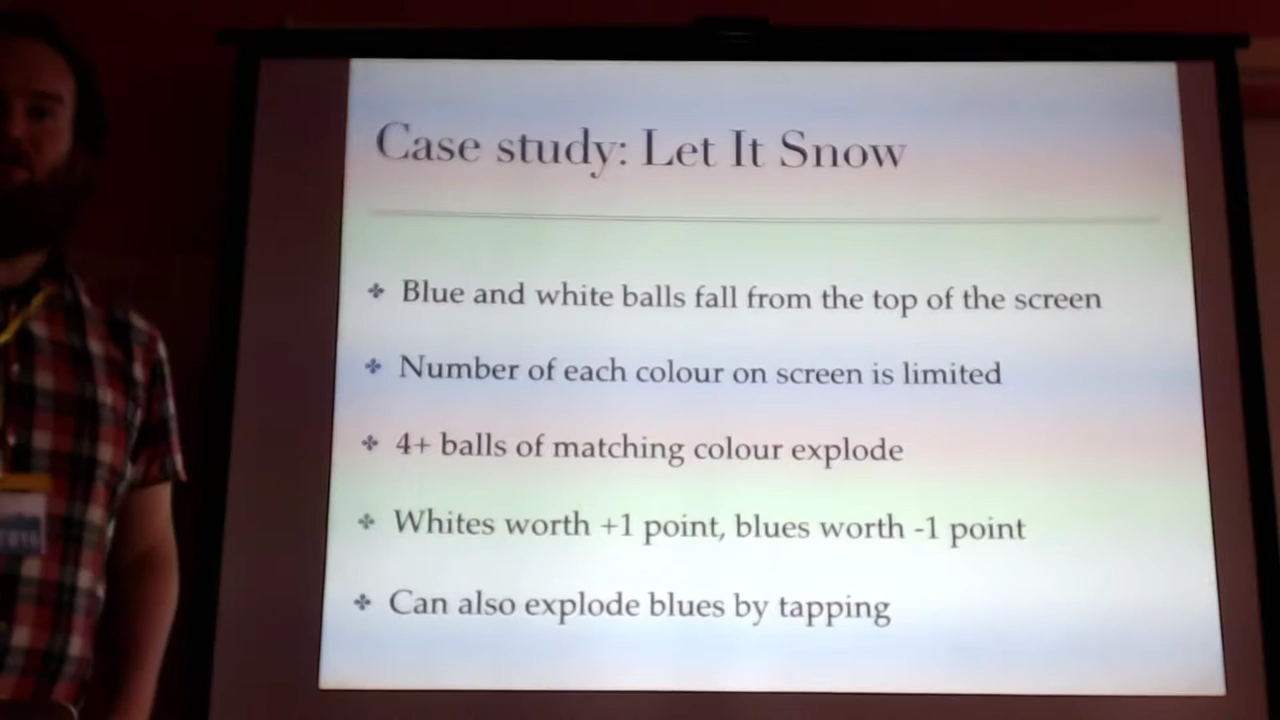 Case study: Let It Snow
Blue and white balls fall from the top of the screen
Number of each colour on screen is limited
4+ balls of matching colour explode
Whites worth +1 point, blues worth -1 point
Can also explode blues by tapping